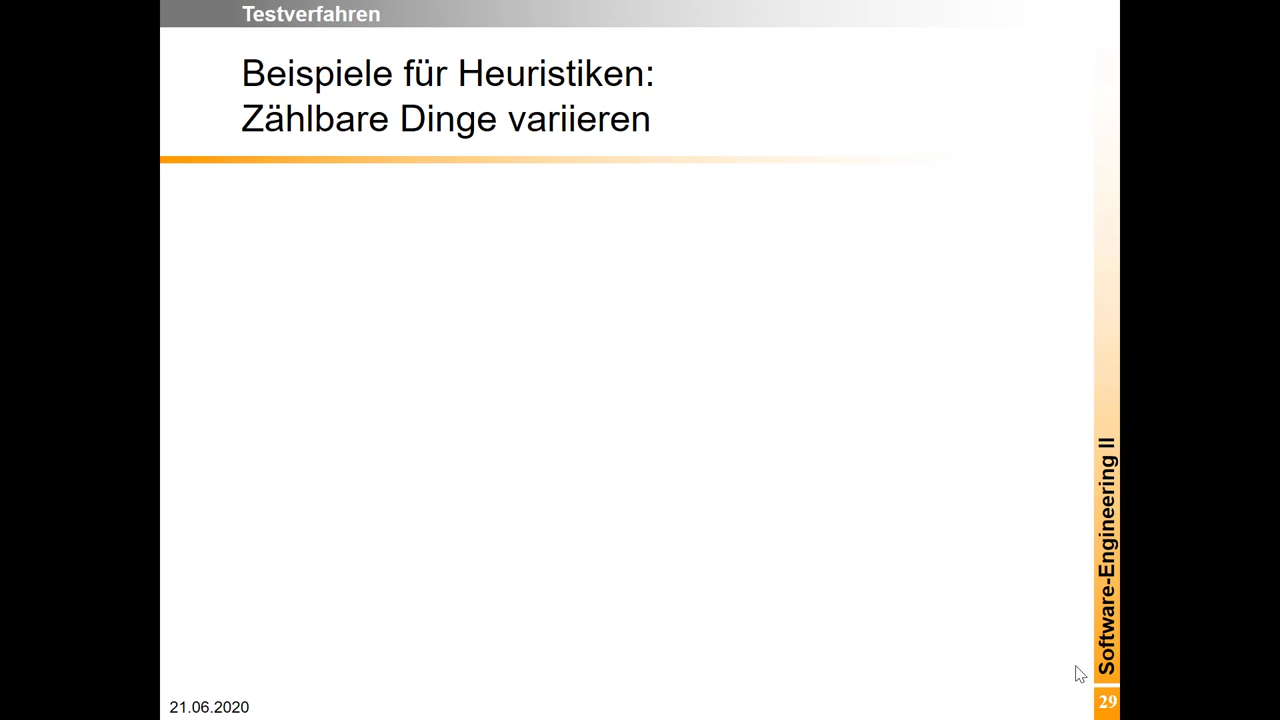 Testverfahren
Beispiele für Heuristiken:
Zählbare Dinge variieren
Software-Engineering II
21.06.2020
29